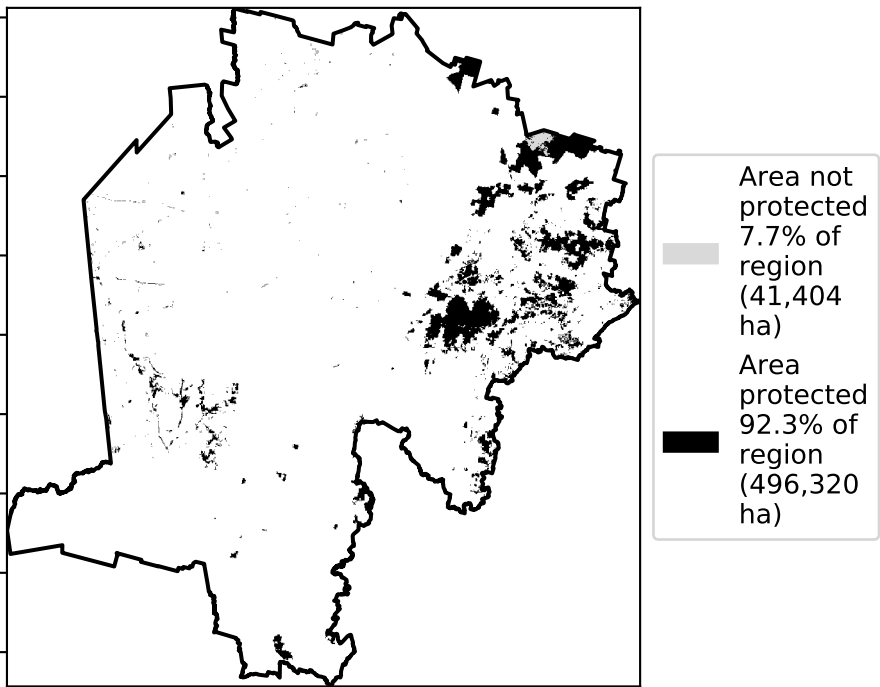 Area not
protected
7.7% of
region
(41,404
ha)
Area
protected
92.3% of
region
(496,320
ha)